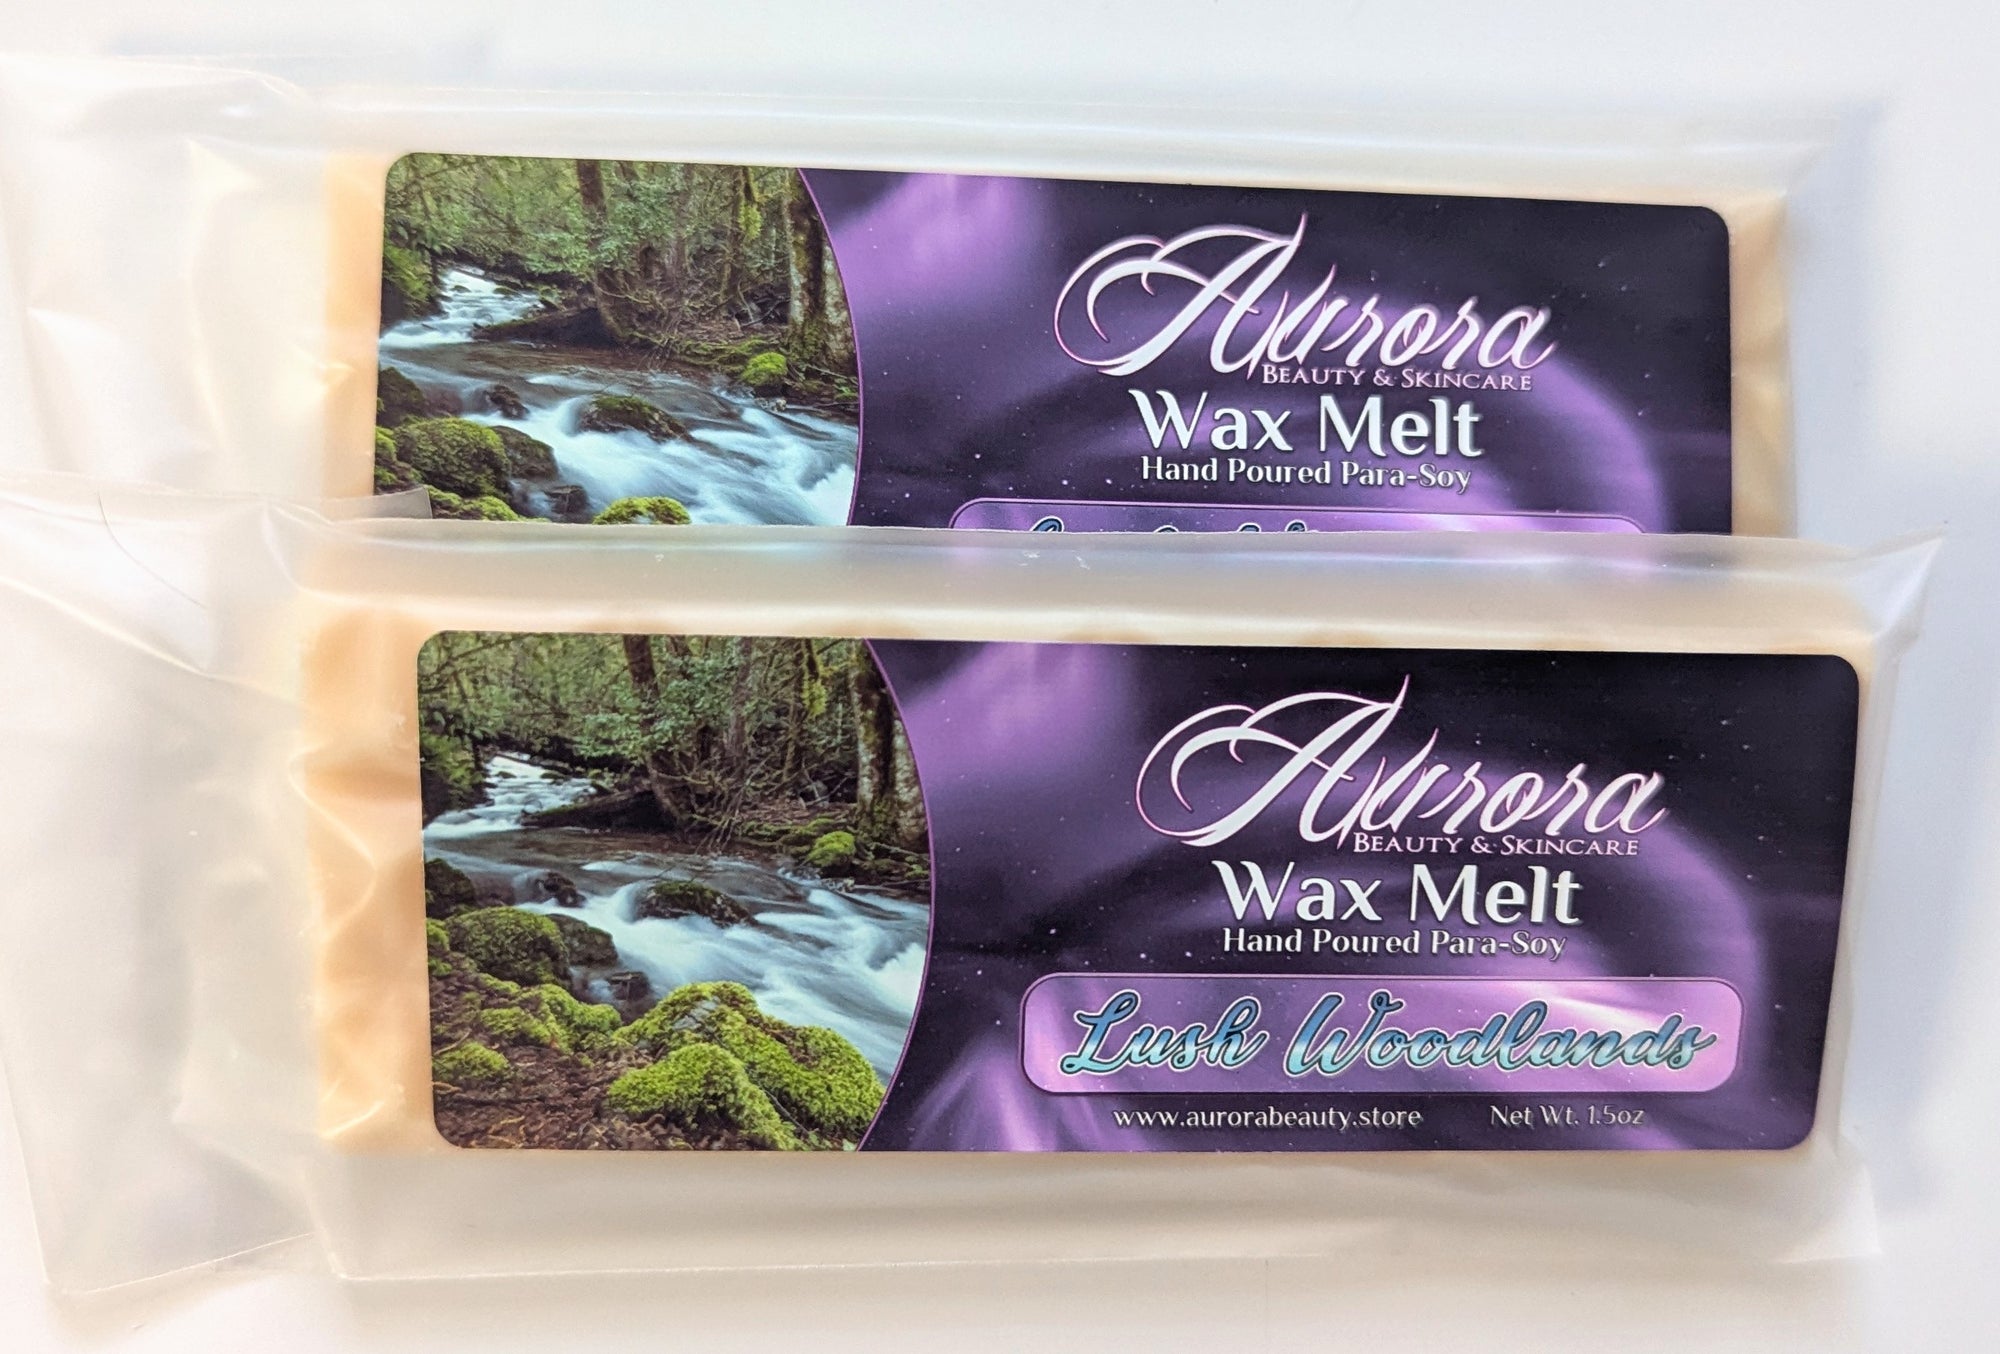 Aurora
BEAUTY & SKINCARE
Wax Melt
Hand Poured Para-Soy
Aurora
BEAUTY & SKINCARE
Wax Melt
Hand Poured Para-Soy
Lush Woodlands
www.aurorabeauty.store Net Wt. 1.5oz